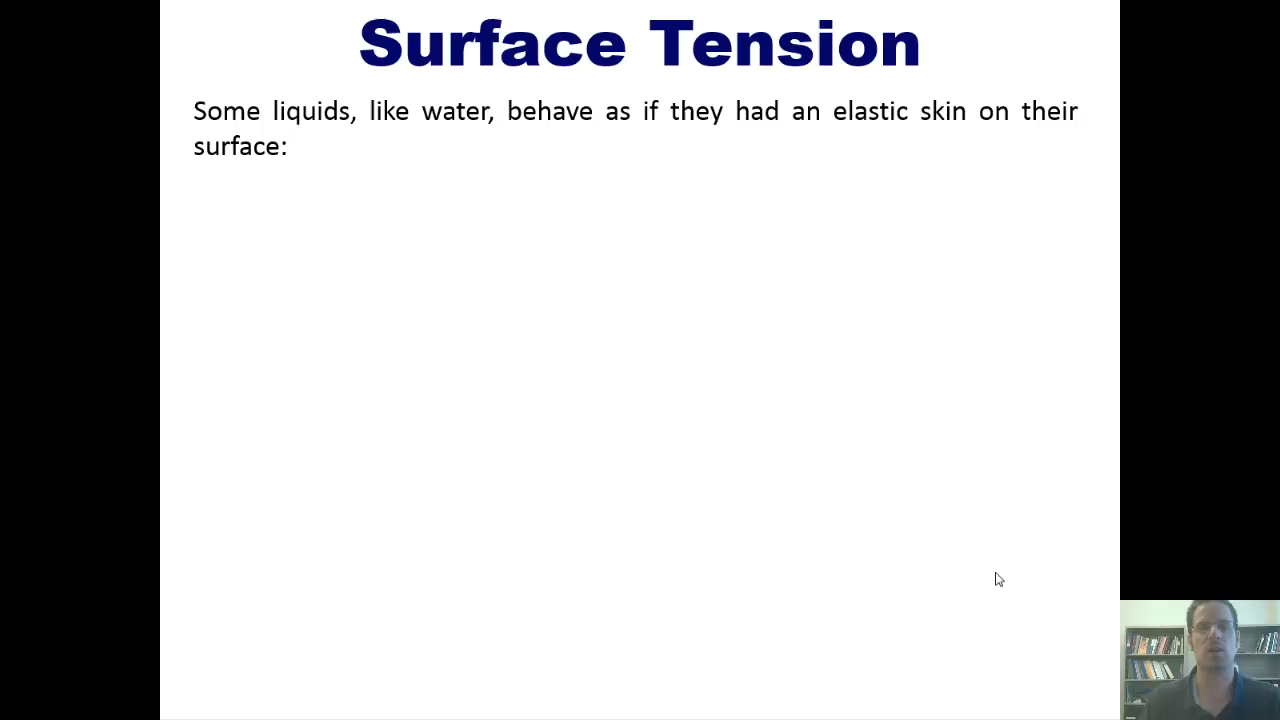 Surface Tension
Some liquids, like water, behave as if they had an elastic skin on their
surface: